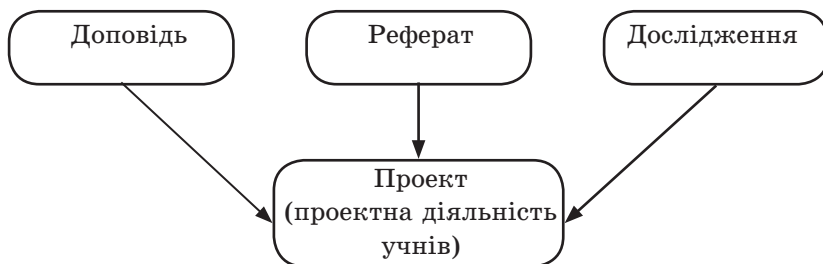 Доповідь
Реферат
Дослідження
Проект
(проектна діяльність
учнів)